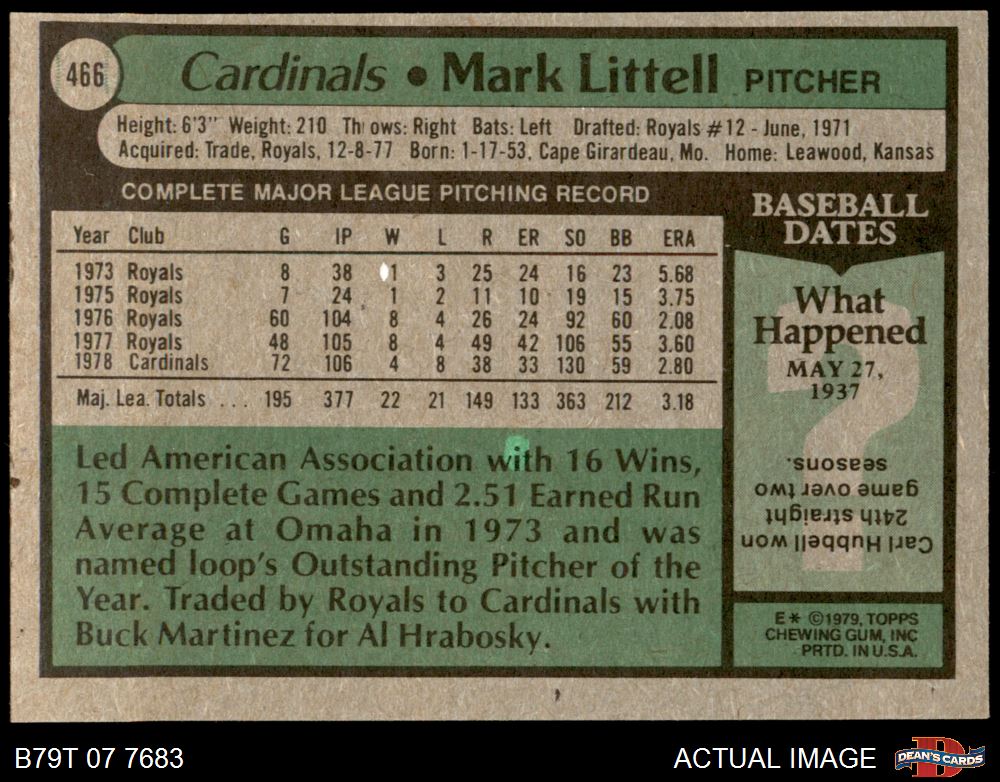 466
Cardinals • Mark Littell PITCHER
Height: 6'3" Weight: 210 Throws: Right Bats: Left Drafted: Royals #12 - June, 1971
Acquired: Trade, Royals, 12-8-77 Born: 1-17-53, Cape Girardeau, Mo. Home: Leawood, Kansas
COMPLETE MAJOR LEAGUE PITCHING RECORD
Year Club G IP W L R ER SO BB ERA
1973 Royals 8 38 1 3 25 24 16 23 5.68
1975 Royals 7 24 1 2 11 10 19 15 3.75
1976 Royals 60 104 8 4 26 24 92 60 2.08
1977 Royals 48 105 8 4 49 42 106 55 3.60
1978 Cardinals 72 106 4 8 38 33 130 59 2.80
Maj. Lea. Totals ... 195 377 22 21 149 133 363 212 3.18
Led American Association with 16 Wins,
15 Complete Games and 2.51 Earned Run
Average at Omaha in 1973 and was
named loop's Outstanding Pitcher of the
Year. Traded by Royals to Cardinals with
Buck Martinez for Al Hrabosky.
BASEBALL
DATES
What
Happened
MAY 27,
1937
?
Carl Hubbell won
24th straight
game over two
seasons.
E* ©1979, TOPPS
CHEWING GUM, INC
PRTD. IN U.S.A.
B79T 07 7683
ACTUAL IMAGE
D
DEAN'S CARDS